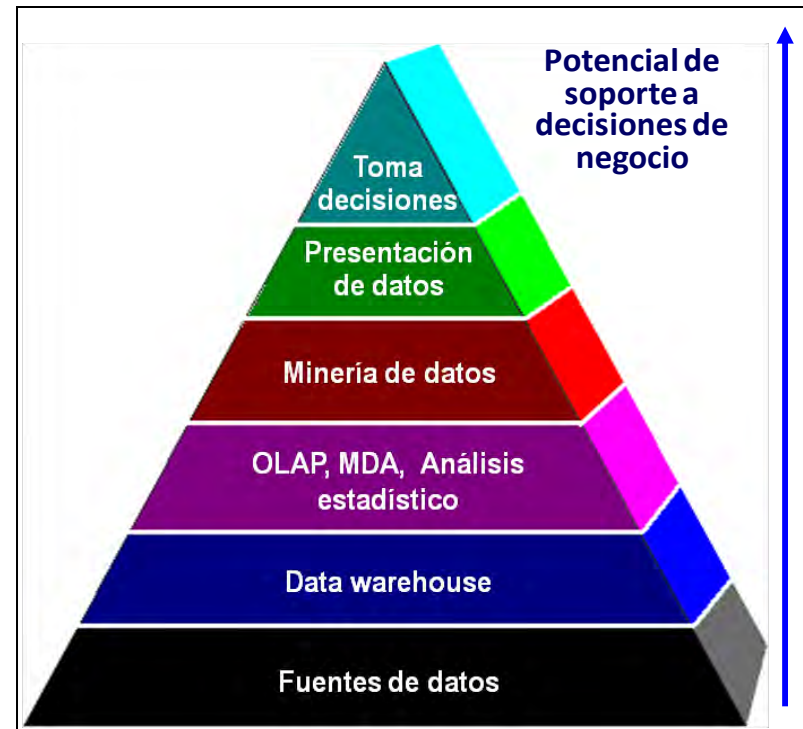 Potencial de
soporte a
decisiones de
negocio
Toma
decisiones
Presentación
de datos
Minería de datos
OLAP, MDA, Análisis
estadístico
Data warehouse
Fuentes de datos